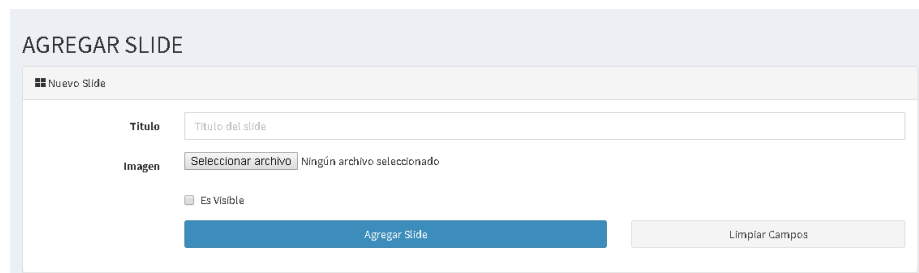 AGREGAR SLIDE
Nuevo Slide
Titulo
Titulo del slide
Imagen
Seleccionar archivo Ningún archivo seleccionado
Es Visible
Agregar Slide
Limpiar Campos